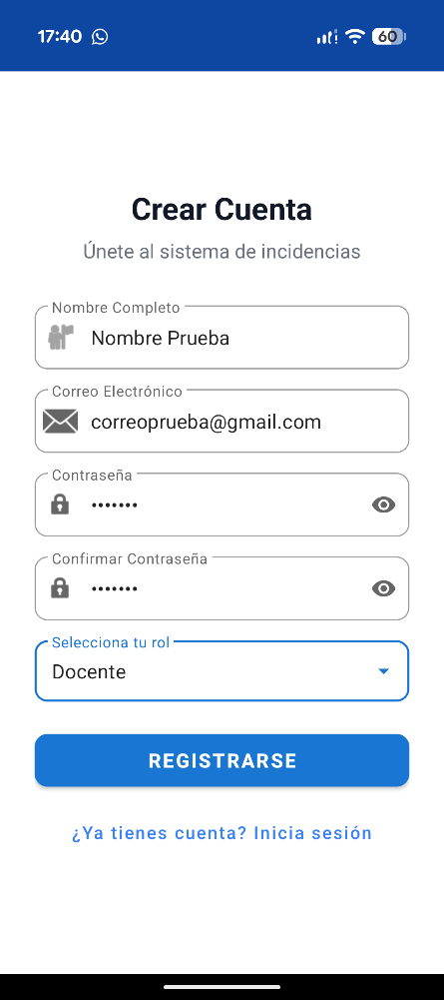 17:40
60
Crear Cuenta
Únete al sistema de incidencias
Nombre Completo
Nombre Prueba
Correo Electrónico
correoprueba@gmail.com
Contraseña
•••••••
Confirmar Contraseña
•••••••
Selecciona tu rol
Docente
REGISTRARSE
¿Ya tienes cuenta? Inicia sesión